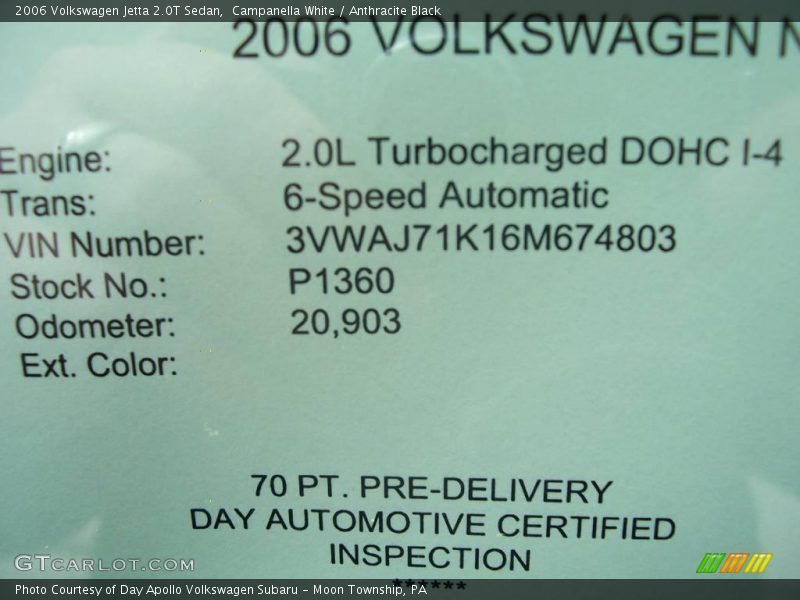 2006 Volkswagen Jetta 2.0T Sedan, Campanella White / Anthracite Black
2006 VOLKSWAGEN
Engine: 2.0L Turbocharged DOHC I-4
Trans: 6-Speed Automatic
VIN Number: 3VWAJ71K16M674803
Stock No.: P1360
Odometer: 20,903
Ext. Color:
70 PT. PRE-DELIVERY
DAY AUTOMOTIVE CERTIFIED
INSPECTION
******
GTCARLOT.COM
Photo Courtesy of Day Apollo Volkswagen Subaru - Moon Township, PA